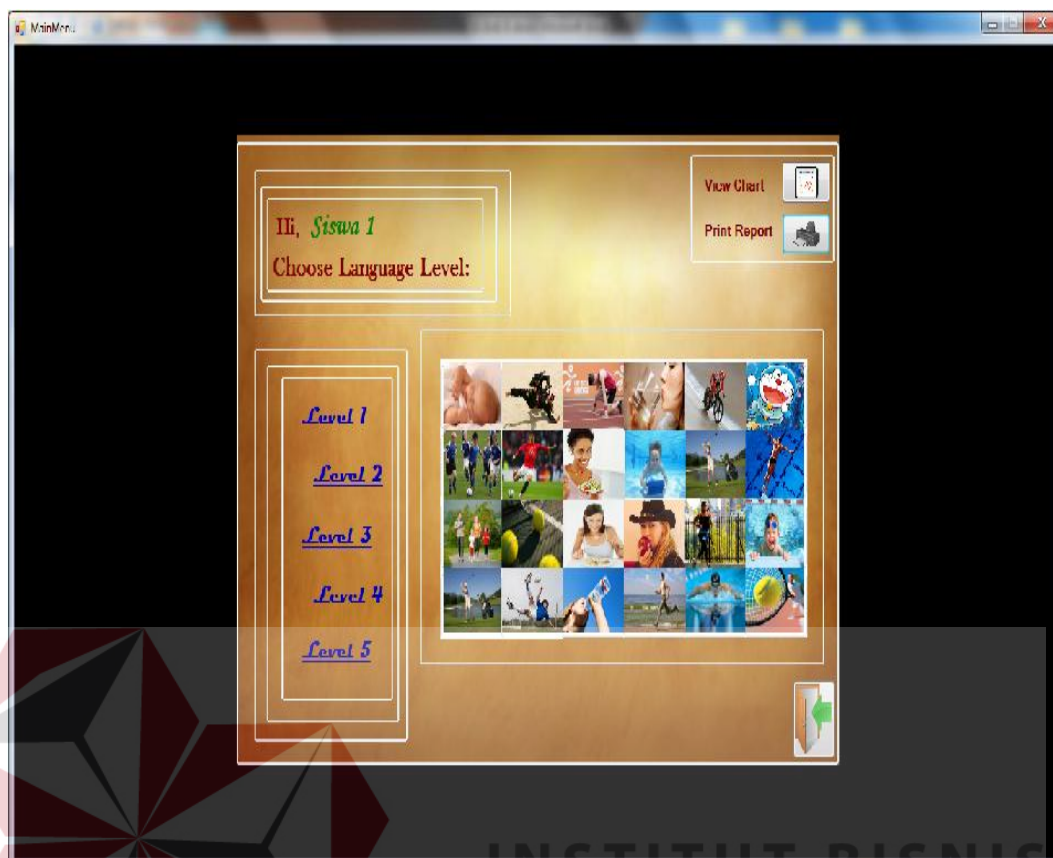 MainMenu
View Chart
Print Report
Hi, Siswa 1
Choose Language Level:
Level 1
Level 2
Level 3
Level 4
Level 5
INSTITUT BISNIS